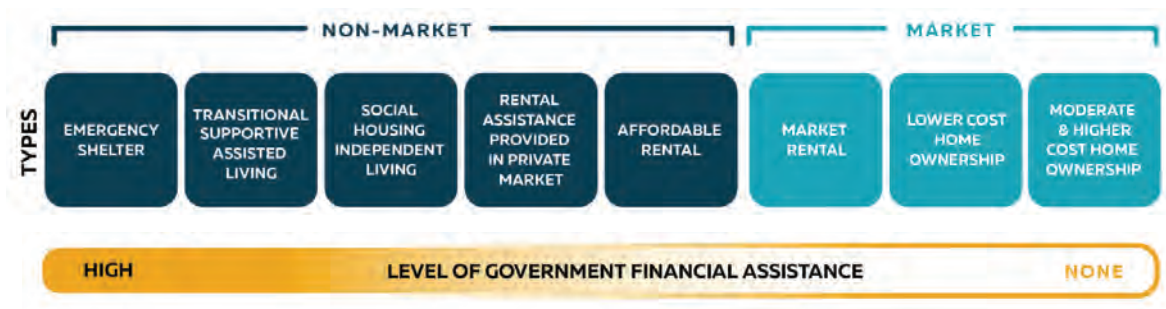 NON-MARKET
MARKET
TYPES
EMERGENCY
SHELTER
TRANSITIONAL
SUPPORTIVE
ASSISTED
LIVING
SOCIAL
HOUSING
INDEPENDENT
LIVING
RENTAL
ASSISTANCE
PROVIDED
IN PRIVATE
MARKET
AFFORDABLE
RENTAL
MARKET
RENTAL
LOWER COST
HOME
OWNERSHIP
MODERATE
& HIGHER
COST HOME
OWNERSHIP
HIGH
LEVEL OF GOVERNMENT FINANCIAL ASSISTANCE
NONE